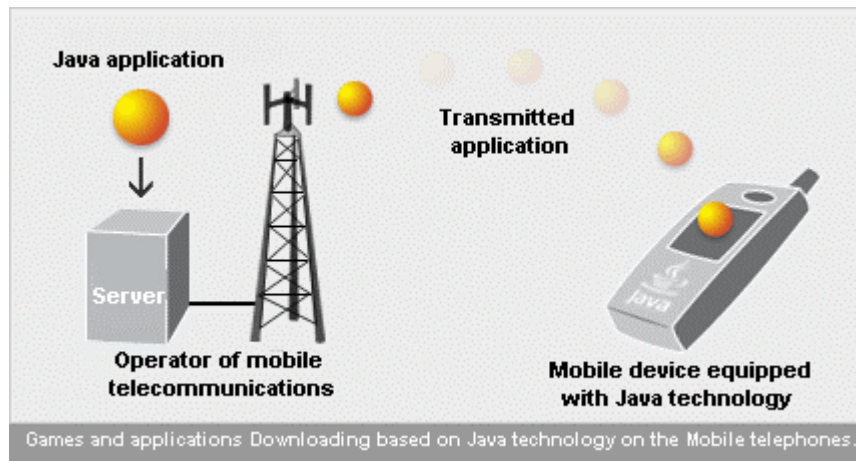 Java application
Transmitted
application
Server
java
Operator of mobile
telecommunications
Mobile device equipped
with Java technology
Games and applications Downloading based on Java technology on the Mobile telephones.